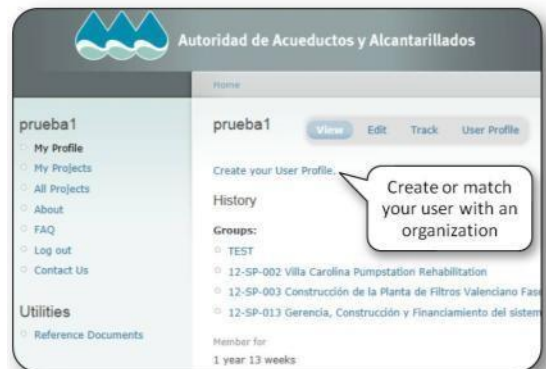 Autoridad de Acueductos y Alcantarillados
Home
prueba1
My Profile
My Projects
All Projects
About
FAQ
Log out
Contact Us
Utilities
Reference Documents
prueba1
View Edit Track User Profile
Create your User Profile.
Create or match
your user with an
organization
History
Groups:
TEST
12-SP-002 Villa Carolina Pumpstation Rehabilitation
12-SP-003 Construcción de la Planta de Filtros Valenciano Fase
12-SP-013 Gerencia, Construcción y Financiamiento del sistem
Member for
1 year 13 weeks